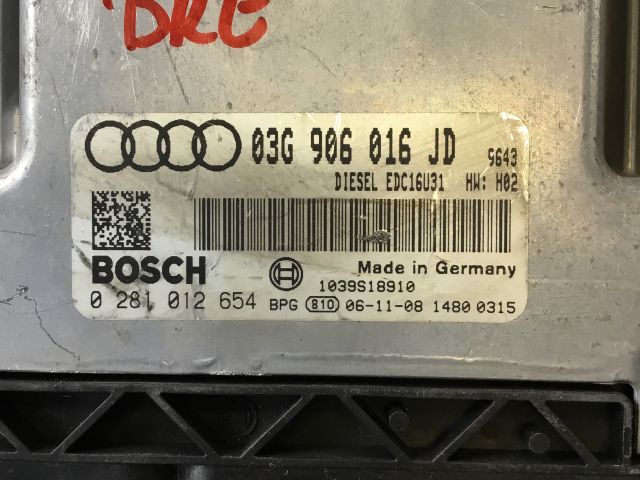 BRE
03G 906 016 JD 9643
DIESEL EDC16U31 HW: H02
BOSCH
Made in Germany
1039S18910
0 281 012 654 BPG 810 06-11-08 1480 0315